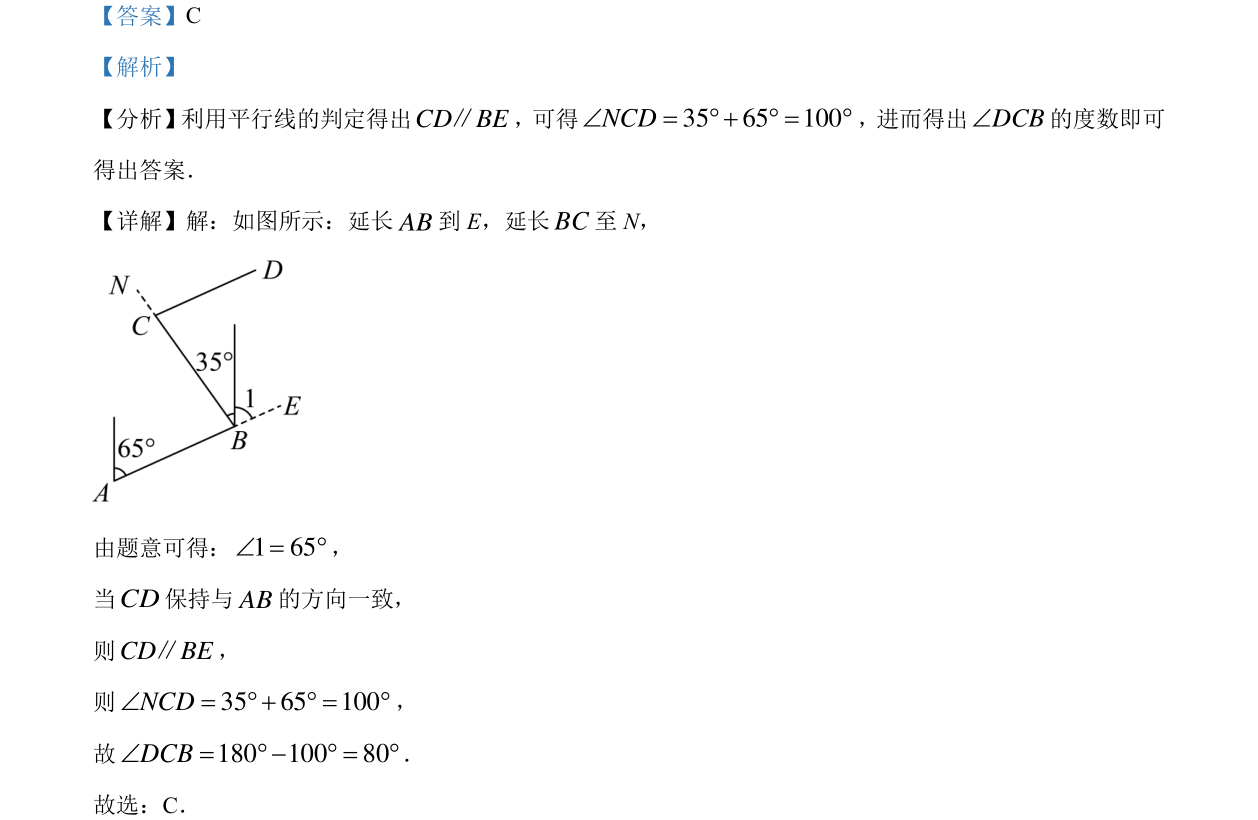 【答案】C
【解析】
【分析】利用平行线的判定得出CD∥BE，可得∠NCD=35°+65°=100°，进而得出∠DCB的度数即可
得出答案．
【详解】解：如图所示：延长AB到E，延长BC至N，
D
N
C
35°
1
E
B
65°
A
由题意可得：∠1=65°，
当CD保持与AB的方向一致，
则CD∥BE，
则∠NCD=35°+65°=100°，
故∠DCB=180°−100°=80°．
故选：C．